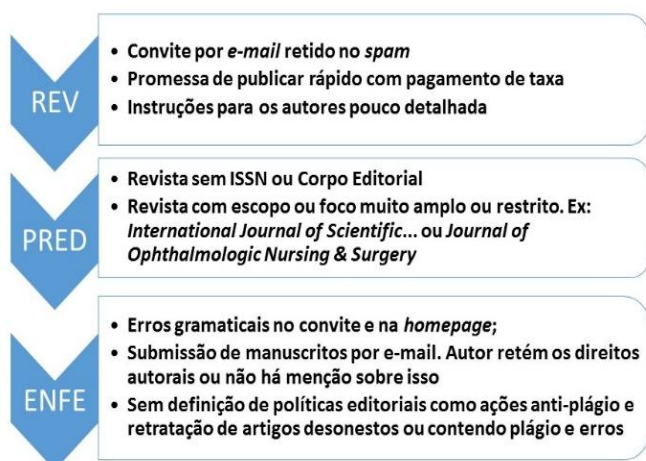 REV
• Convite por e-mail retido no spam
• Promessa de publicar rápido com pagamento de taxa
• Instruções para os autores pouco detalhada
PRED
• Revista sem ISSN ou Corpo Editorial
• Revista com escopo ou foco muito amplo ou restrito. Ex:
International Journal of Scientific... ou Journal of
Ophthalmologic Nursing & Surgery
ENFE
• Erros gramaticais no convite e na homepage;
• Submissão de manuscritos por e-mail. Autor retém os direitos
autorais ou não há menção sobre isso
• Sem definição de políticas editoriais como ações anti-plágio e
retratação de artigos desonestos ou contendo plágio e erros